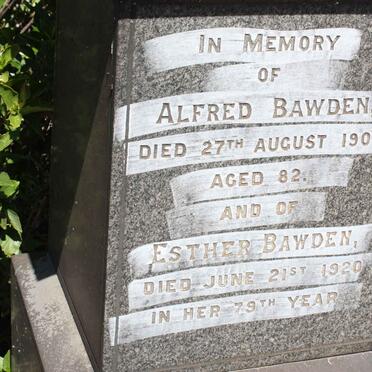 IN MEMORY
OF
ALFRED BAWDEN
DIED 27TH AUGUST 190
AGED 82.
AND OF
ESTHER BAWDEN,
DIED JUNE 21ST 1920
IN HER 79TH YEAR